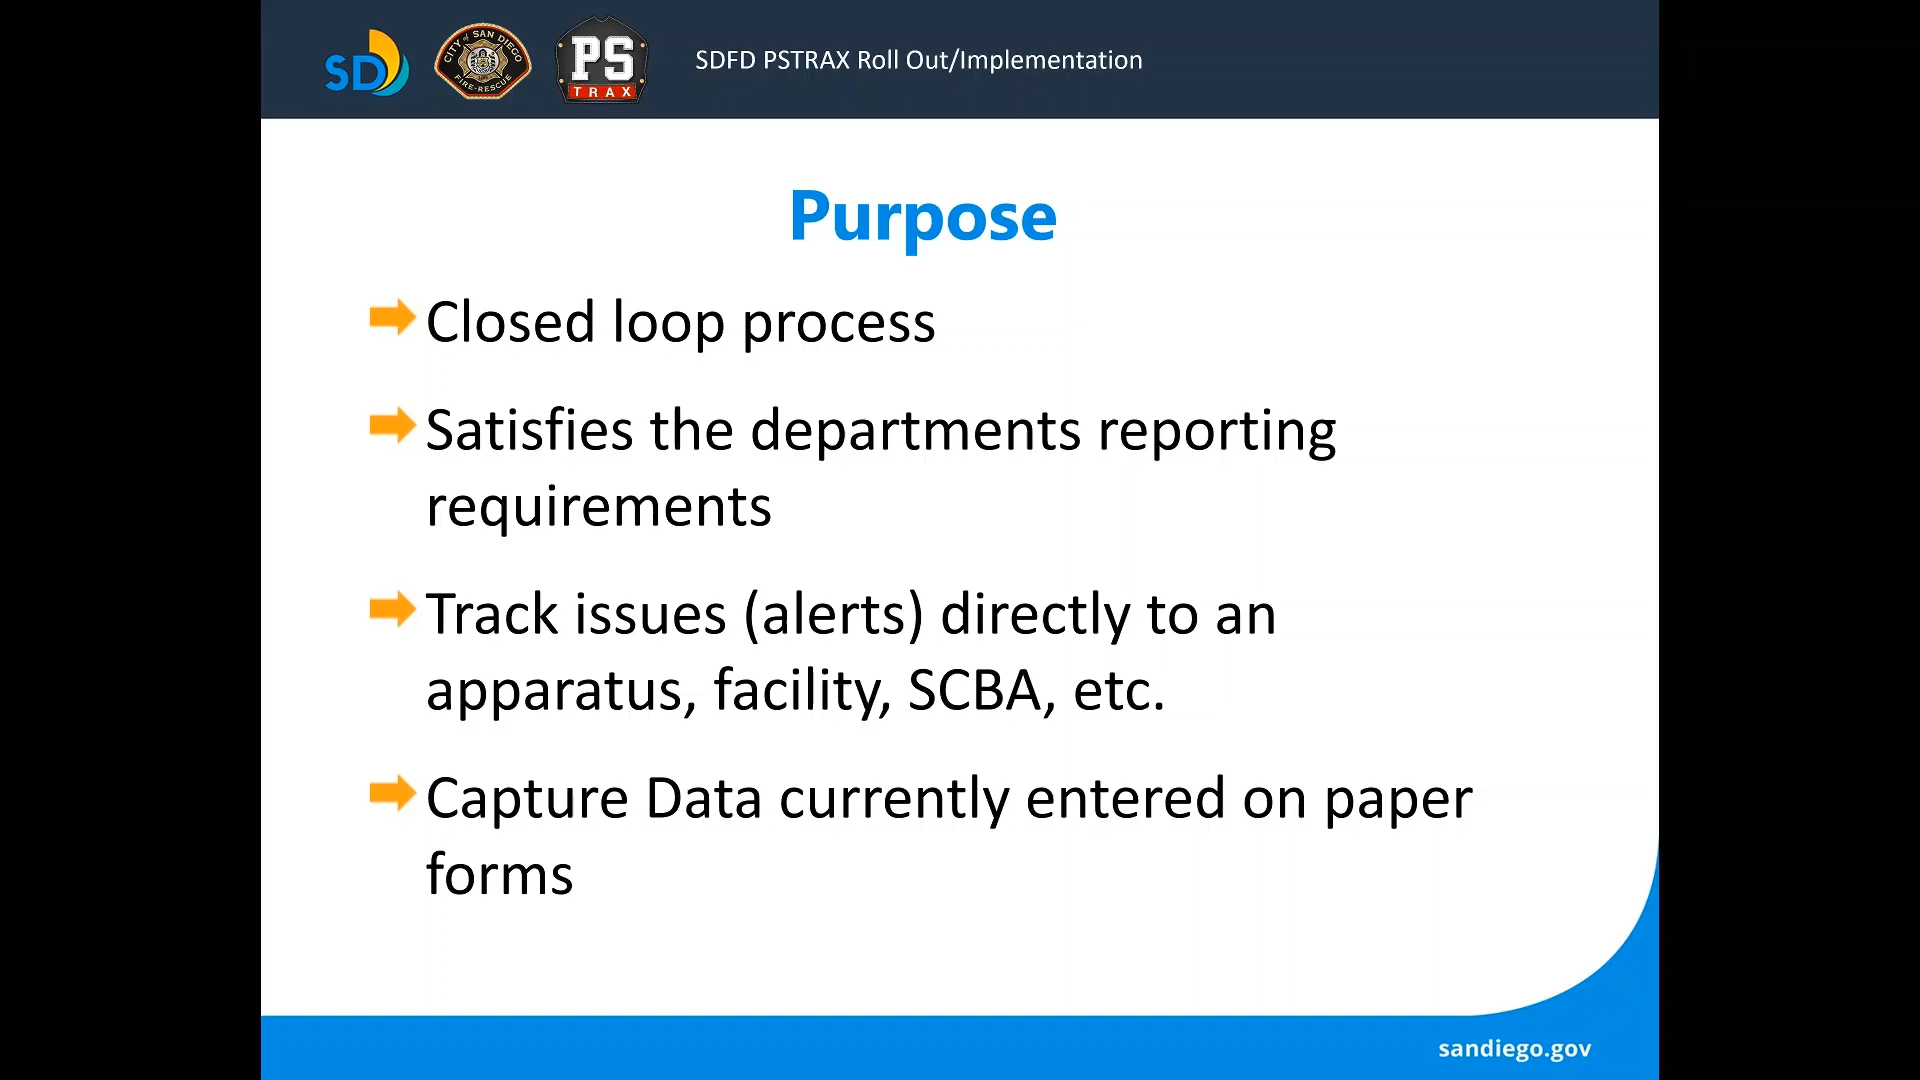 SD
CITY of SAN DIEGO
FIRE-RESCUE
PS
TRAX
SDFD PSTRAX Roll Out/Implementation
Purpose
Closed loop process
Satisfies the departments reporting
requirements
Track issues (alerts) directly to an
apparatus, facility, SCBA, etc.
Capture Data currently entered on paper
forms
sandiego.gov